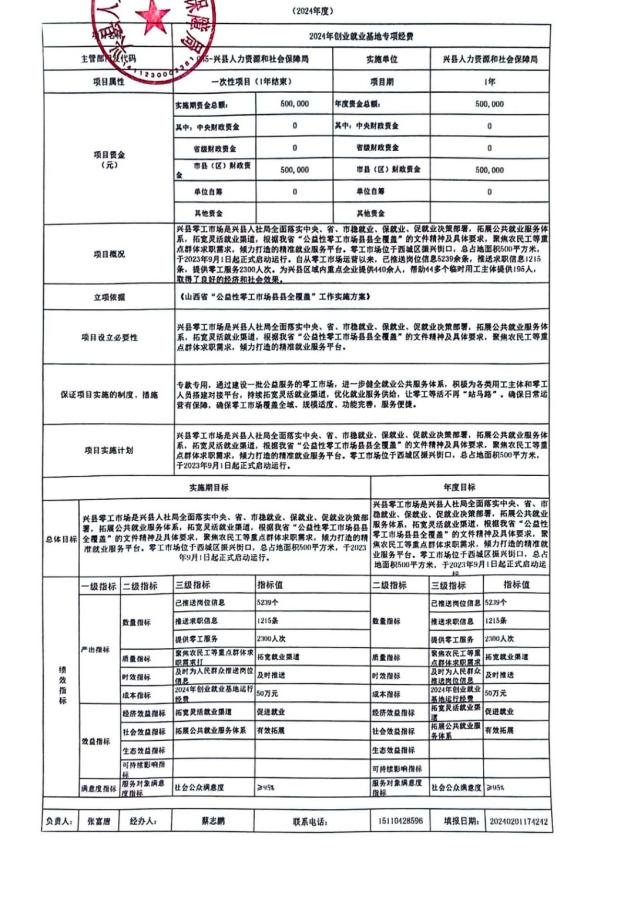 (2024年度)
2024年创业就业基地专项经费
主管部门及代码 -兴县人力资源和社会保障局 实施单位 兴县人力资源和社会保障局
项目属性 一次性项目(1年结束) 项目期 1年
项目资金
(元)
实施期资金总额: 500,000 年度资金总额: 500,000
其中:中央财政资金 0 其中:中央财政资金 0
省级财政资金 0 省级财政资金 0
市县(区)财政资金 500,000 市县(区)财政资金 500,000
单位自筹 0 单位自筹 0
其他资金 其他资金
项目概况
兴县零工市场是兴县人社局全面落实中央、省、市稳就业、保就业、促就业决策部署,拓展公共就业服务体
系,拓宽灵活就业渠道,根据我省“公益性零工市场县县全覆盖”的文件精神及具体要求,聚焦农民工等重
点群体求职需求,倾力打造的精准就业服务平台。零工市场位于西城区振兴街口,总占地面积500平方米,
于2023年9月1日起正式启动运行。自从零工市场运营以来,已推送岗位信息5239余条,推送求职信息1215
条,提供零工服务2300人次。为兴县区域内重点企业提供440余人,帮助44多个临时用工主体提供195人,
取得了良好的经济和社会效果。
立项依据 《山西省“公益性零工市场县县全覆盖”工作实施方案》
项目设立必要性
兴县零工市场是兴县人社局全面落实中央、省、市稳就业、保就业、促就业决策部署,拓展公共就业服务体
系,拓宽灵活就业渠道,根据我省“公益性零工市场县县全覆盖”的文件精神及具体要求,聚焦农民工等重
点群体求职需求,倾力打造的精准就业服务平台。
保证项目实施的制度、措施
专款专用,通过建设一批公益服务的零工市场,进一步健全就业公共服务体系,积极为各类用工主体和零工
人员搭建对接平台,持续拓宽灵活就业渠道,优化就业服务供给,让零工等活不再“站马路”。确保日常运
营有保障,确保零工市场覆盖全域、规模适度、功能完善,服务便捷。
项目实施计划
兴县零工市场是兴县人社局全面落实中央、省、市稳就业、保就业、促就业决策部署,拓展公共就业服务体
系,拓宽灵活就业渠道,根据我省“公益性零工市场县县全覆盖”的文件精神及具体要求,聚焦农民工等重
点群体求职需求,倾力打造的精准就业服务平台。零工市场位于西城区振兴街口,总占地面积500平方米,
于2023年9月1日起正式启动运行。
实施期目标 年度目标
总体目标
兴县零工市场是兴县人社局全面落实中央、省、市稳就业、保就业、促就业决策部
署,拓展公共就业服务体系,拓宽灵活就业渠道,根据我省“公益性零工市场县县
全覆盖”的文件精神及具体要求,聚焦农民工等重点群体求职需求,倾力打造的精
准就业服务平台。零工市场位于西城区振兴街口,总占地面积500平方米,于2023
年9月1日起正式启动运行。
兴县零工市场是兴县人社局全面落实中央、省、市
稳就业、保就业、促就业决策部署,拓展公共就业
服务体系,拓宽灵活就业渠道,根据我省“公益性
零工市场县县全覆盖”的文件精神及具体要求,聚
焦农民工等重点群体求职需求,倾力打造的精准就
业服务平台。零工市场位于西城区振兴街口,总占
地面积500平方米,于2023年9月1日起正式启动运
绩效指标
一级指标 二级指标 三级指标 指标值 二级指标 三级指标 指标值
产出指标
数量指标 已推送岗位信息 5239个 数量指标 已推送岗位信息 5239个
推送求职信息 1215条 推送求职信息 1215条
提供零工服务 2300人次 提供零工服务 2300人次
质量指标 聚焦农民工等重点群体求职需求打 拓宽就业渠道 质量指标 聚焦农民工等重点群体求职需求 拓宽就业渠道
时效指标 及时为人民群众推送岗位信息 及时推送 时效指标 及时为人民群众推送岗位信息 及时推送
成本指标 2024年创业就业基地运行经费 50万元 成本指标 2024年创业就业基地运行经费 50万元
效益指标
经济效益指标 拓宽灵活就业渠道 促进就业 经济效益指标 拓宽灵活就业渠道 促进就业
社会效益指标 拓展公共就业服务体系 有效拓展 社会效益指标 拓展公共就业服务体系 有效拓展
生态效益指标 生态效益指标
可持续影响指标 可持续影响指标
满意度指标 服务对象满意度指标 社会公众满意度 ≥95% 服务对象满意度指标 社会公众满意度 ≥95%
负责人: 张富唐 经办人: 蔡志鹏 联系电话: 15110428596 填报日期: 20240201174242